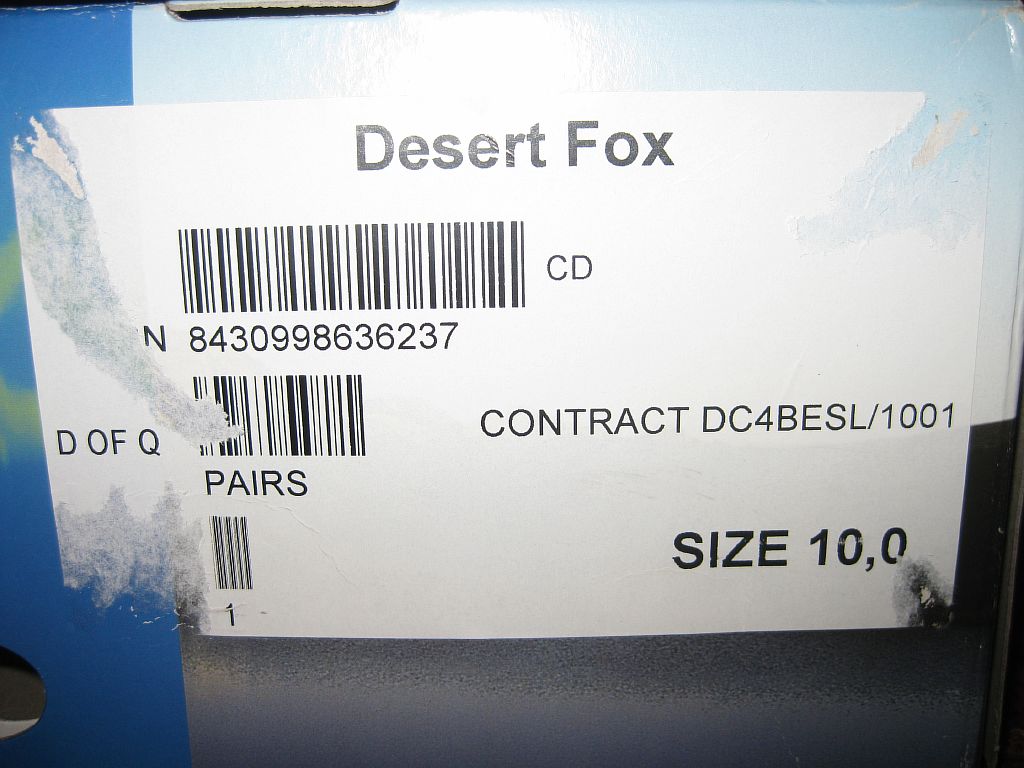 Desert Fox
CD
N 8430998636237
D OF Q
CONTRACT DC4BESL/1001
PAIRS
SIZE 10,0
1